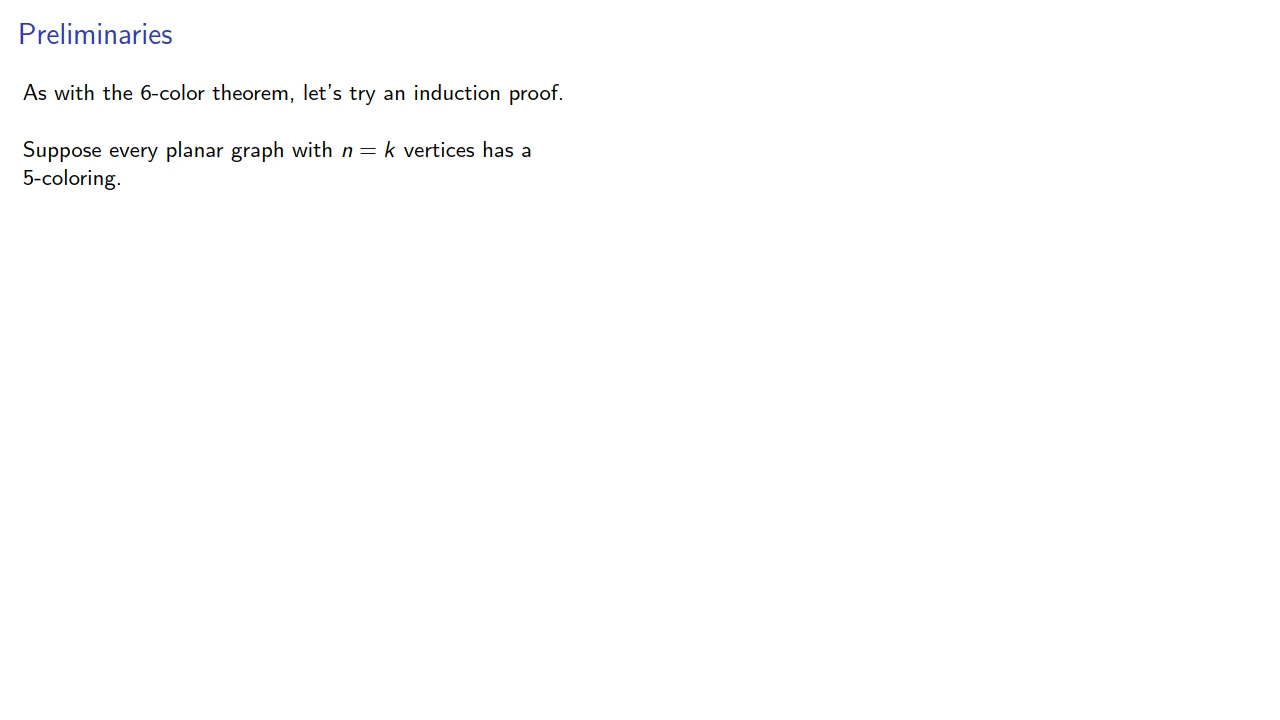 Preliminaries
As with the 6-color theorem, let's try an induction proof.
Suppose every planar graph with n = k vertices has a
5-coloring.